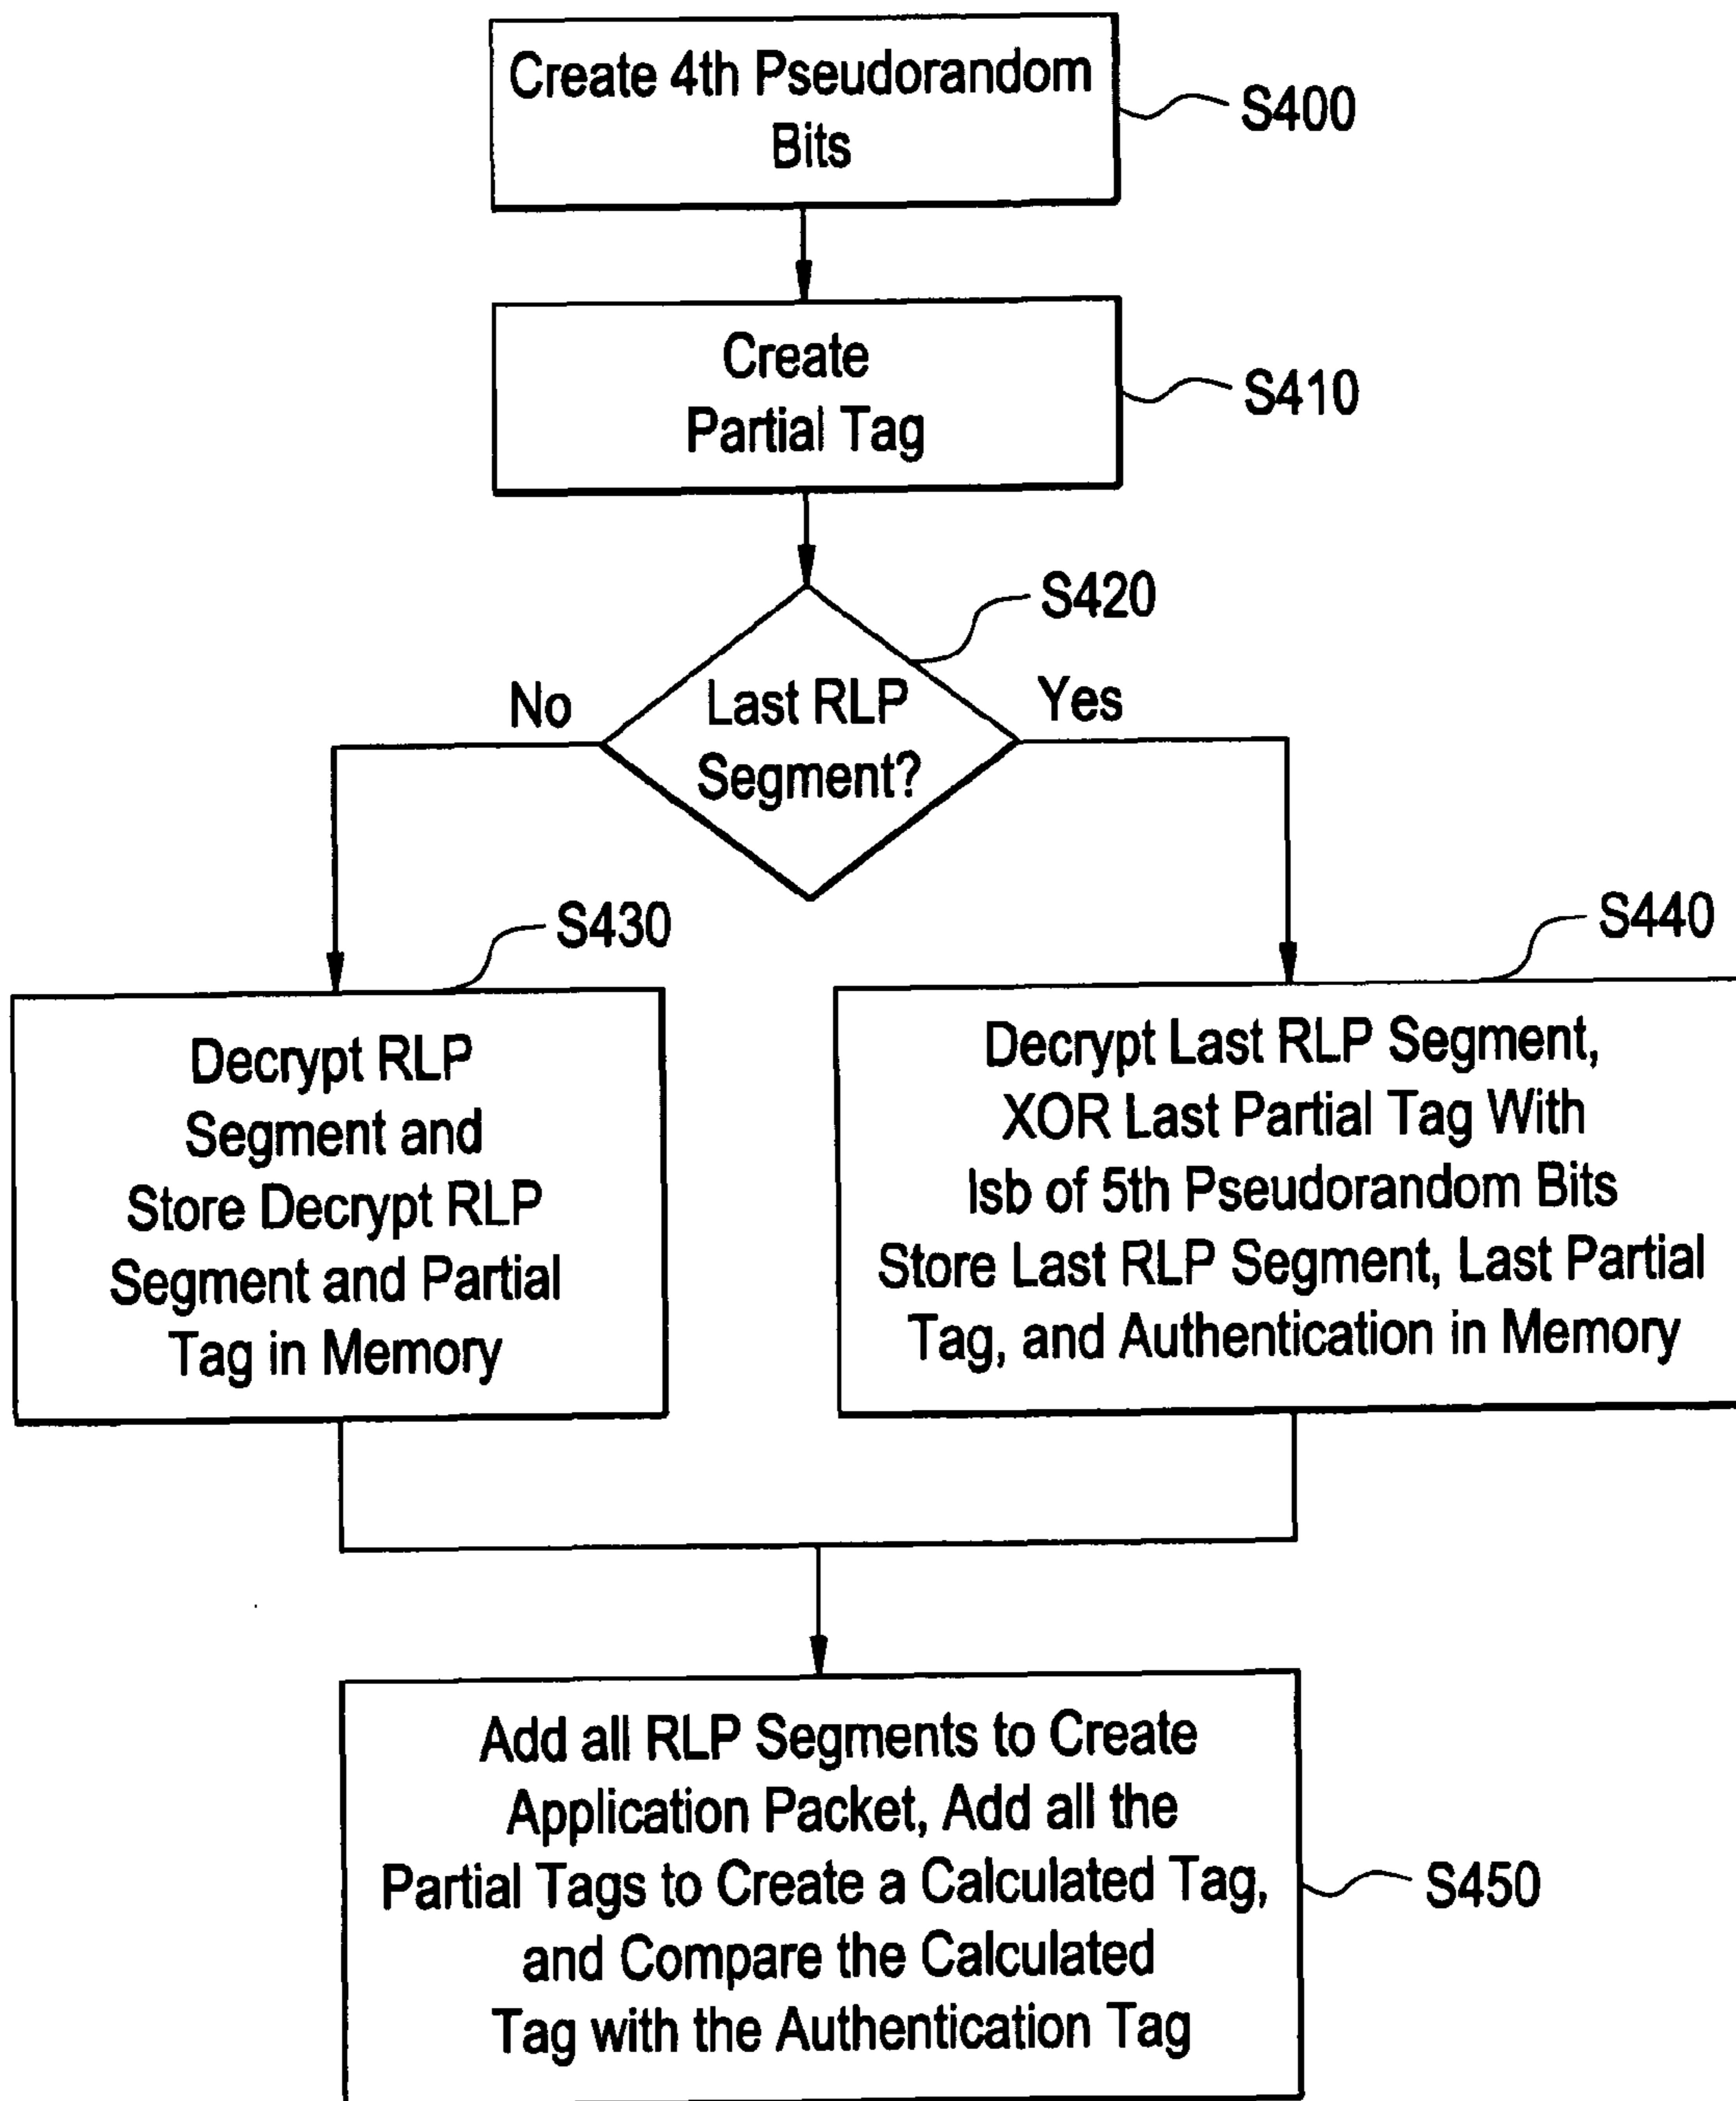 Create 4th Pseudorandom
Bits
S400
Create
Partial Tag
S410
S420
No
Last RLP
Segment?
Yes
S430
S440
Decrypt RLP
Segment and
Store Decrypt RLP
Segment and Partial
Tag in Memory
Decrypt Last RLP Segment,
XOR Last Partial Tag With
lsb of 5th Pseudorandom Bits
Store Last RLP Segment, Last Partial
Tag, and Authentication in Memory
Add all RLP Segments to Create
Application Packet, Add all the
Partial Tags to Create a Calculated Tag,
and Compare the Calculated
Tag with the Authentication Tag
S450